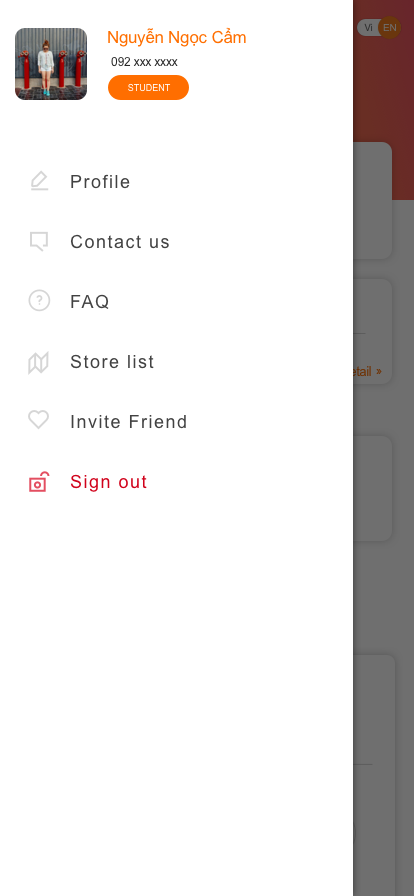 Nguyễn Ngọc Cẩm
092 xxx xxxx
STUDENT
Vi EN
Profile
Contact us
FAQ
Store list
etail »
Invite Friend
Sign out